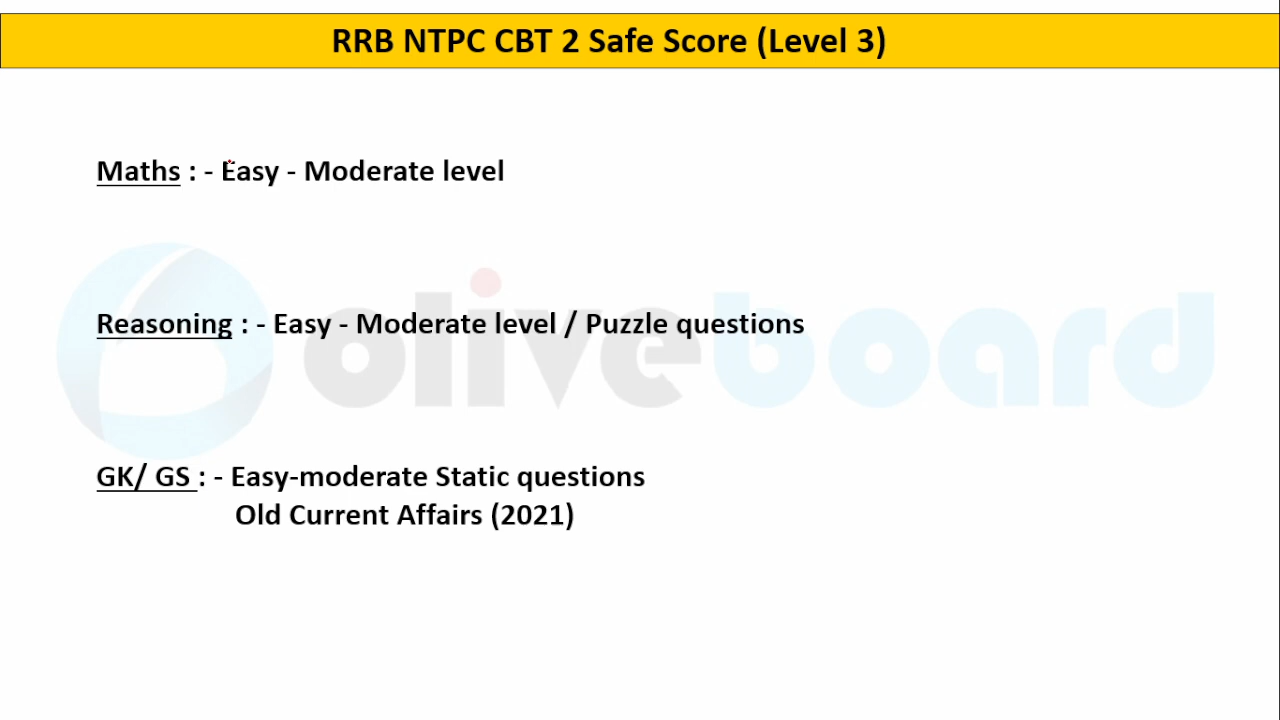 RRB NTPC CBT 2 Safe Score (Level 3)
Maths : - Easy - Moderate level
Reasoning : - Easy - Moderate level / Puzzle questions
oliveboard
GK/ GS : - Easy-moderate Static questions
Old Current Affairs (2021)